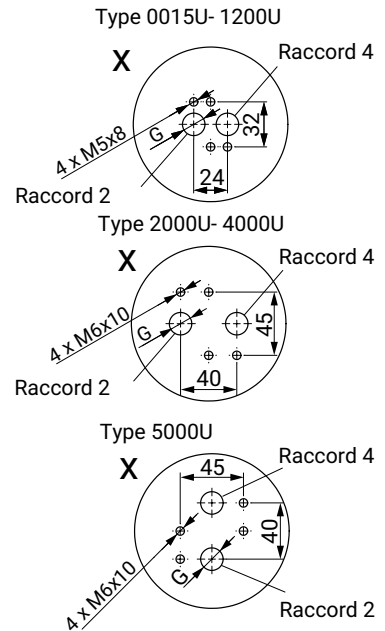 Type 0015U- 1200U
X
Raccord 4
4 x M5x8
G
32
24
Raccord 2
Type 2000U- 4000U
X
Raccord 4
4 x M6x10
G
45
40
Raccord 2
Type 5000U
X
45
Raccord 4
40
4 x M6x10
G
Raccord 2